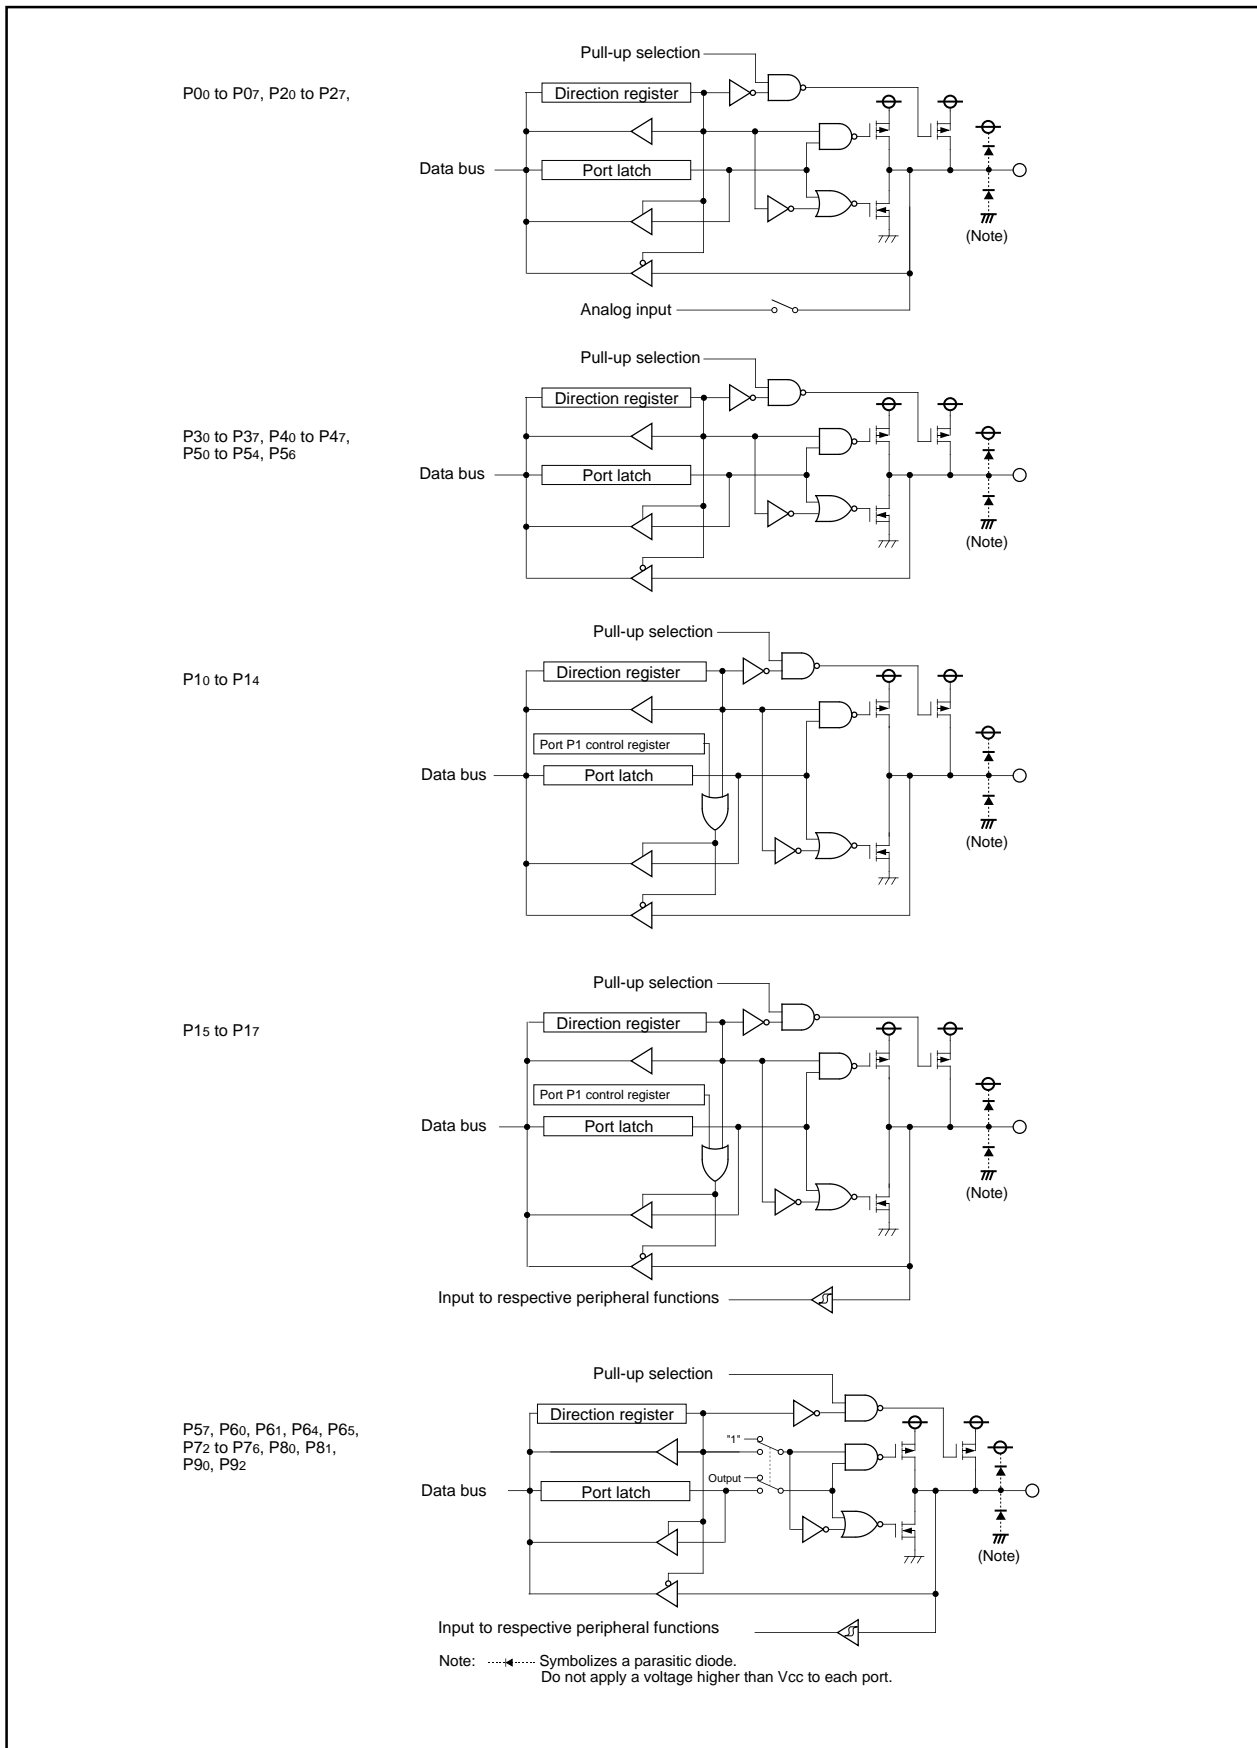 Pull-up selection
P00 to P07, P20 to P27,
Direction register
Data bus
Port latch
(Note)
Analog input
Pull-up selection
Direction register
P30 to P37, P40 to P47,
P50 to P54, P56
Data bus
Port latch
(Note)
Pull-up selection
P10 to P14
Direction register
Port P1 control register
Data bus
Port latch
(Note)
Pull-up selection
P15 to P17
Direction register
Port P1 control register
Data bus
Port latch
(Note)
Input to respective peripheral functions
Pull-up selection
P57, P60, P61, P64, P65,
P72 to P76, P80, P81,
P90, P92
Direction register
"1"
Output
Data bus
Port latch
(Note)
Input to respective peripheral functions
Note: Symbolizes a parasitic diode.
Do not apply a voltage higher than Vcc to each port.